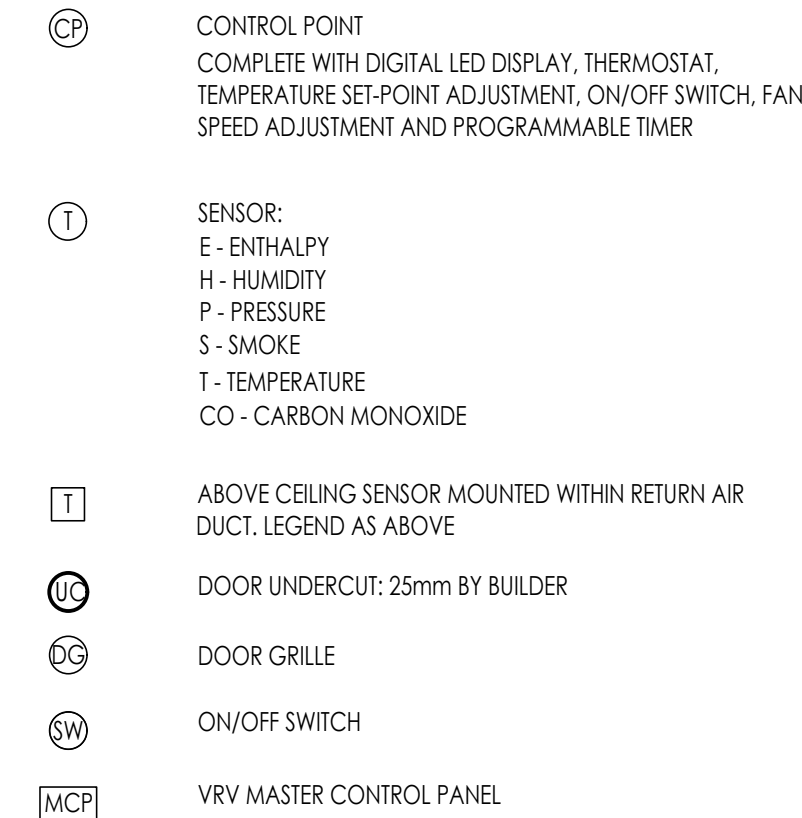 CP CONTROL POINT
COMPLETE WITH DIGITAL LED DISPLAY, THERMOSTAT,
TEMPERATURE SET-POINT ADJUSTMENT, ON/OFF SWITCH, FAN
SPEED ADJUSTMENT AND PROGRAMMABLE TIMER
T SENSOR:
E - ENTHALPY
H - HUMIDITY
P - PRESSURE
S - SMOKE
T - TEMPERATURE
CO - CARBON MONOXIDE
T ABOVE CEILING SENSOR MOUNTED WITHIN RETURN AIR
DUCT. LEGEND AS ABOVE
UC DOOR UNDERCUT: 25mm BY BUILDER
DG DOOR GRILLE
SW ON/OFF SWITCH
MCP VRV MASTER CONTROL PANEL